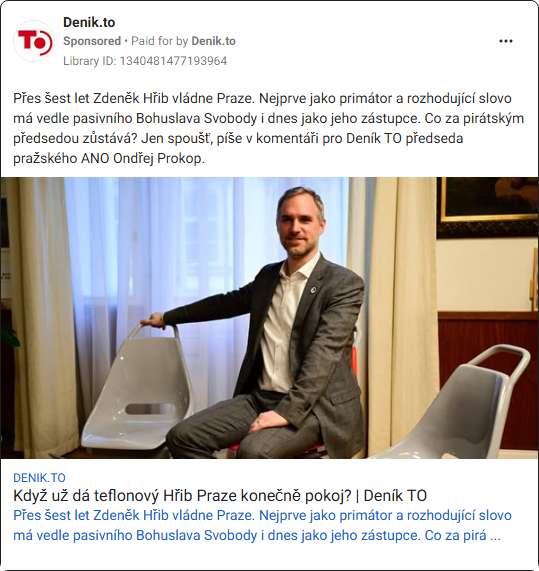 TO
Denik.to
Sponsored • Paid for by Denik.to
Library ID: 1340481477193964
Přes šest let Zdeněk Hřib vládne Praze. Nejprve jako primátor a rozhodující slovo
má vedle pasivního Bohuslava Svobody i dnes jako jeho zástupce. Co za pirátským
předsedou zůstává? Jen spoušť, píše v komentáři pro Deník TO předseda
pražského ANO Ondřej Prokop.
DENIK.TO
Když už dá teflonový Hřib Praze konečně pokoj? | Deník TO
Přes šest let Zdeněk Hřib vládne Praze. Nejprve jako primátor a rozhodující slovo
má vedle pasivního Bohuslava Svobody i dnes jako jeho zástupce. Co za pirá ...